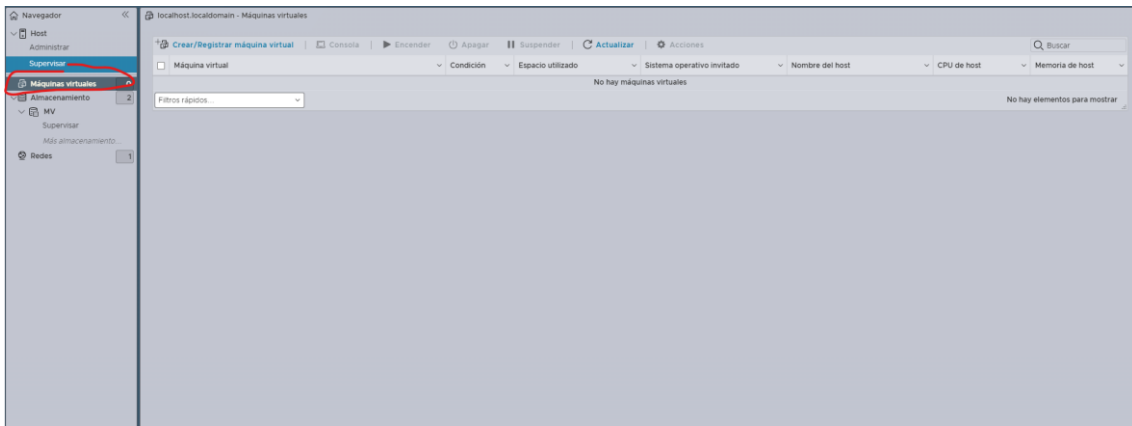 Navegador
localhost.localdomain - Máquinas virtuales
Host
Administrar
Supervisar
Máquinas virtuales 0
Almacenamiento 2
MV
Supervisar
Más almacenamiento...
Redes 1
Crear/Registrar máquina virtual | Consola | Encender Apagar Suspender | Actualizar | Acciones
Buscar
Máquina virtual Condición Espacio utilizado Sistema operativo invitado Nombre del host CPU de host Memoria de host
No hay máquinas virtuales
Filtros rápidos...
No hay elementos para mostrar